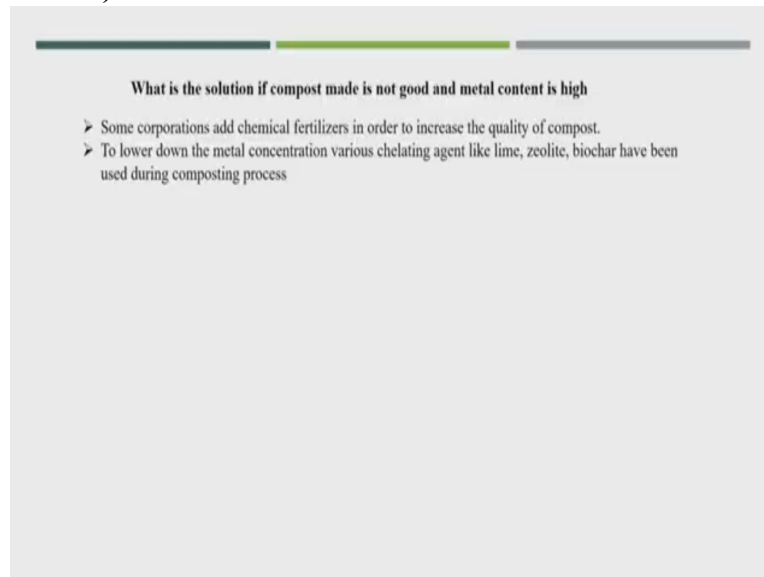 What is the solution if compost made is not good and metal content is high
➤ Some corporations add chemical fertilizers in order to increase the quality of compost.
➤ To lower down the metal concentration various chelating agent like lime, zeolite, biochar have been
used during composting process